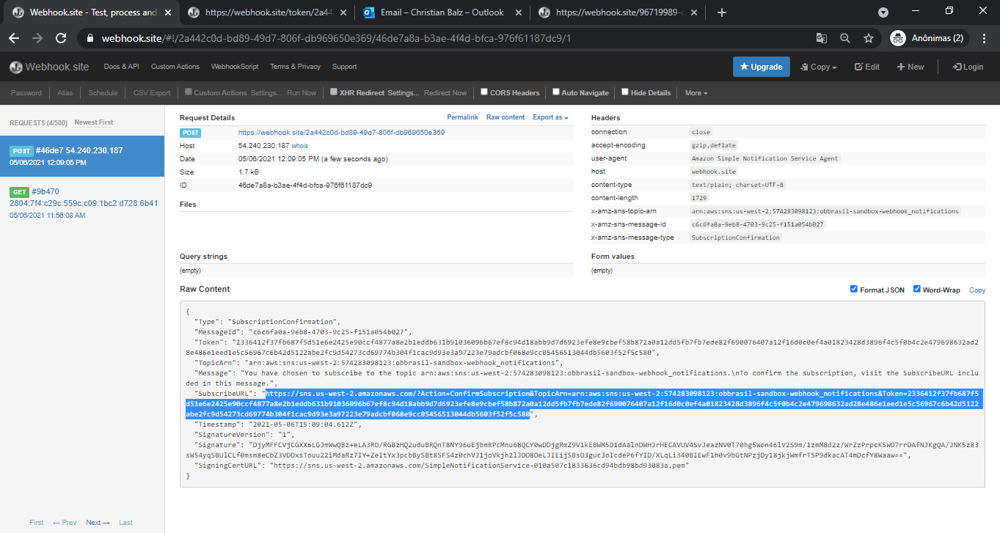 Webhook.site - Test, process and
https://webhook.site/token/2a44
Email – Christian Balz – Outlook
https://webhook.site/96719989-c
webhook.site/#!/2a442c0d-bd89-49d7-806f-db969650e369/46de7a8a-b3ae-4f4d-bfca-976f61187dc9/1
Anônimas (2)
Webhook.site Docs & API Custom Actions WebhookScript Terms & Privacy Support
Upgrade Copy Edit New Login
Password Alias Schedule CSV Export Custom Actions Settings... Run Now XHR Redirect Settings... Redirect Now CORS Headers Auto Navigate Hide Details More
REQUESTS (4/500) Newest First
POST #46de7 54.240.230.187
05/06/2021 12:09:05 PM
GET #9b470
2804:7f4:c29c:559c:c09:1bc2:d728:6b41
05/06/2021 11:56:08 AM
First ← Prev Next → Last
Request Details Permalink Raw content Export as
POST https://webhook.site/2a442c0d-bd89-49d7-806f-db969650e369
Host 54.240.230.187 whois
Date 05/06/2021 12:09:05 PM (a few seconds ago)
Size 1.7 kB
ID 46de7a8a-b3ae-4f4d-bfca-976f61187dc9
Files
Headers
connection close
accept-encoding gzip,deflate
user-agent Amazon Simple Notification Service Agent
host webhook.site
content-type text/plain; charset=UTF-8
content-length 1729
x-amz-sns-topic-arn arn:aws:sns:us-west-2:574283098123:obbrasil-sandbox-webhook_notifications
x-amz-sns-message-id c6c6fa0a-9eb8-4703-9c25-f151a054b027
x-amz-sns-message-type SubscriptionConfirmation
Query strings
(empty)
Form values
(empty)
Raw Content Format JSON Word-Wrap Copy
{
"Type": "SubscriptionConfirmation",
"MessageId": "c6c6fa0a-9eb8-4703-9c25-f151a054b027",
"Token": "2336412f37fb687f5d51e6e2425e90ccf4877a8e2b1eddb631b91036096b67ef8c94d18abb9d7d6923efe8e9cbef58b872a0a12dd5fb7fb7ede82f690076407a12f16d0c0ef4a01823428d3896f4c5f0b4c2e479698632ad2
8e486e1eed1e5c56967c6b42d5122abe2fc9d54273cd69774b304f1cac9d93e3a97223e79adcbf068e9cc05456513044db5603f52f5c580",
"TopicArn": "arn:aws:sns:us-west-2:574283098123:obbrasil-sandbox-webhook_notifications",
"Message": "You have chosen to subscribe to the topic arn:aws:sns:us-west-2:574283098123:obbrasil-sandbox-webhook_notifications.\nTo confirm the subscription, visit the SubscribeURL inclu
ded in this message.",
"SubscribeURL": "https://sns.us-west-2.amazonaws.com/?Action=ConfirmSubscription&TopicArn=arn:aws:sns:us-west-2:574283098123:obbrasil-sandbox-webhook_notifications&Token=2336412f37fb687f5
d51e6e2425e90ccf4877a8e2b1eddb631b91036096b67ef8c94d18abb9d7d6923efe8e9cbef58b872a0a12dd5fb7fb7ede82f690076407a12f16d0c0ef4a01823428d3896f4c5f0b4c2e479698632ad28e486e1eed1e5c56967c6b42d5122
abe2fc9d54273cd69774b304f1cac9d93e3a97223e79adcbf068e9cc05456513044db5603f52f5c580",
"Timestamp": "2021-05-06T15:09:04.612Z",
"SignatureVersion": "1",
"Signature": "DjyMFFCVjCGXX6LGJmWwQBz+eLA3RO/RGBzHQ2uduBRQnT8NY96uEjbmRPcMnu68QCY0wDDjgRmZ9V1kEBWM5D1dAalnDWHJrHECAVUV4SvJeazNV0T70hg5Won46lV2S9m/1zmM8d2z/WrZzPrpcK5WO7rrDAfNJKgQA/JNK5z83
sW54yqSBUlCLf0msm8eCbZ3VDOxsTouu22iMdaRz7IY+ZeItYx3pcbBySBt8SFS4z0chVJ1joVkjh2lJDO8OeLJIEijSBsO3guc3oIcdeP6fYID/XLqLi340BIEwF1h0v9bGtNPzjDy18jkjWmfrT5P9dkacAT4mDcfY8Waaw==",
"SigningCertURL": "https://sns.us-west-2.amazonaws.com/SimpleNotificationService-010a507c1833636cd94bdb98bd93083a.pem"
}